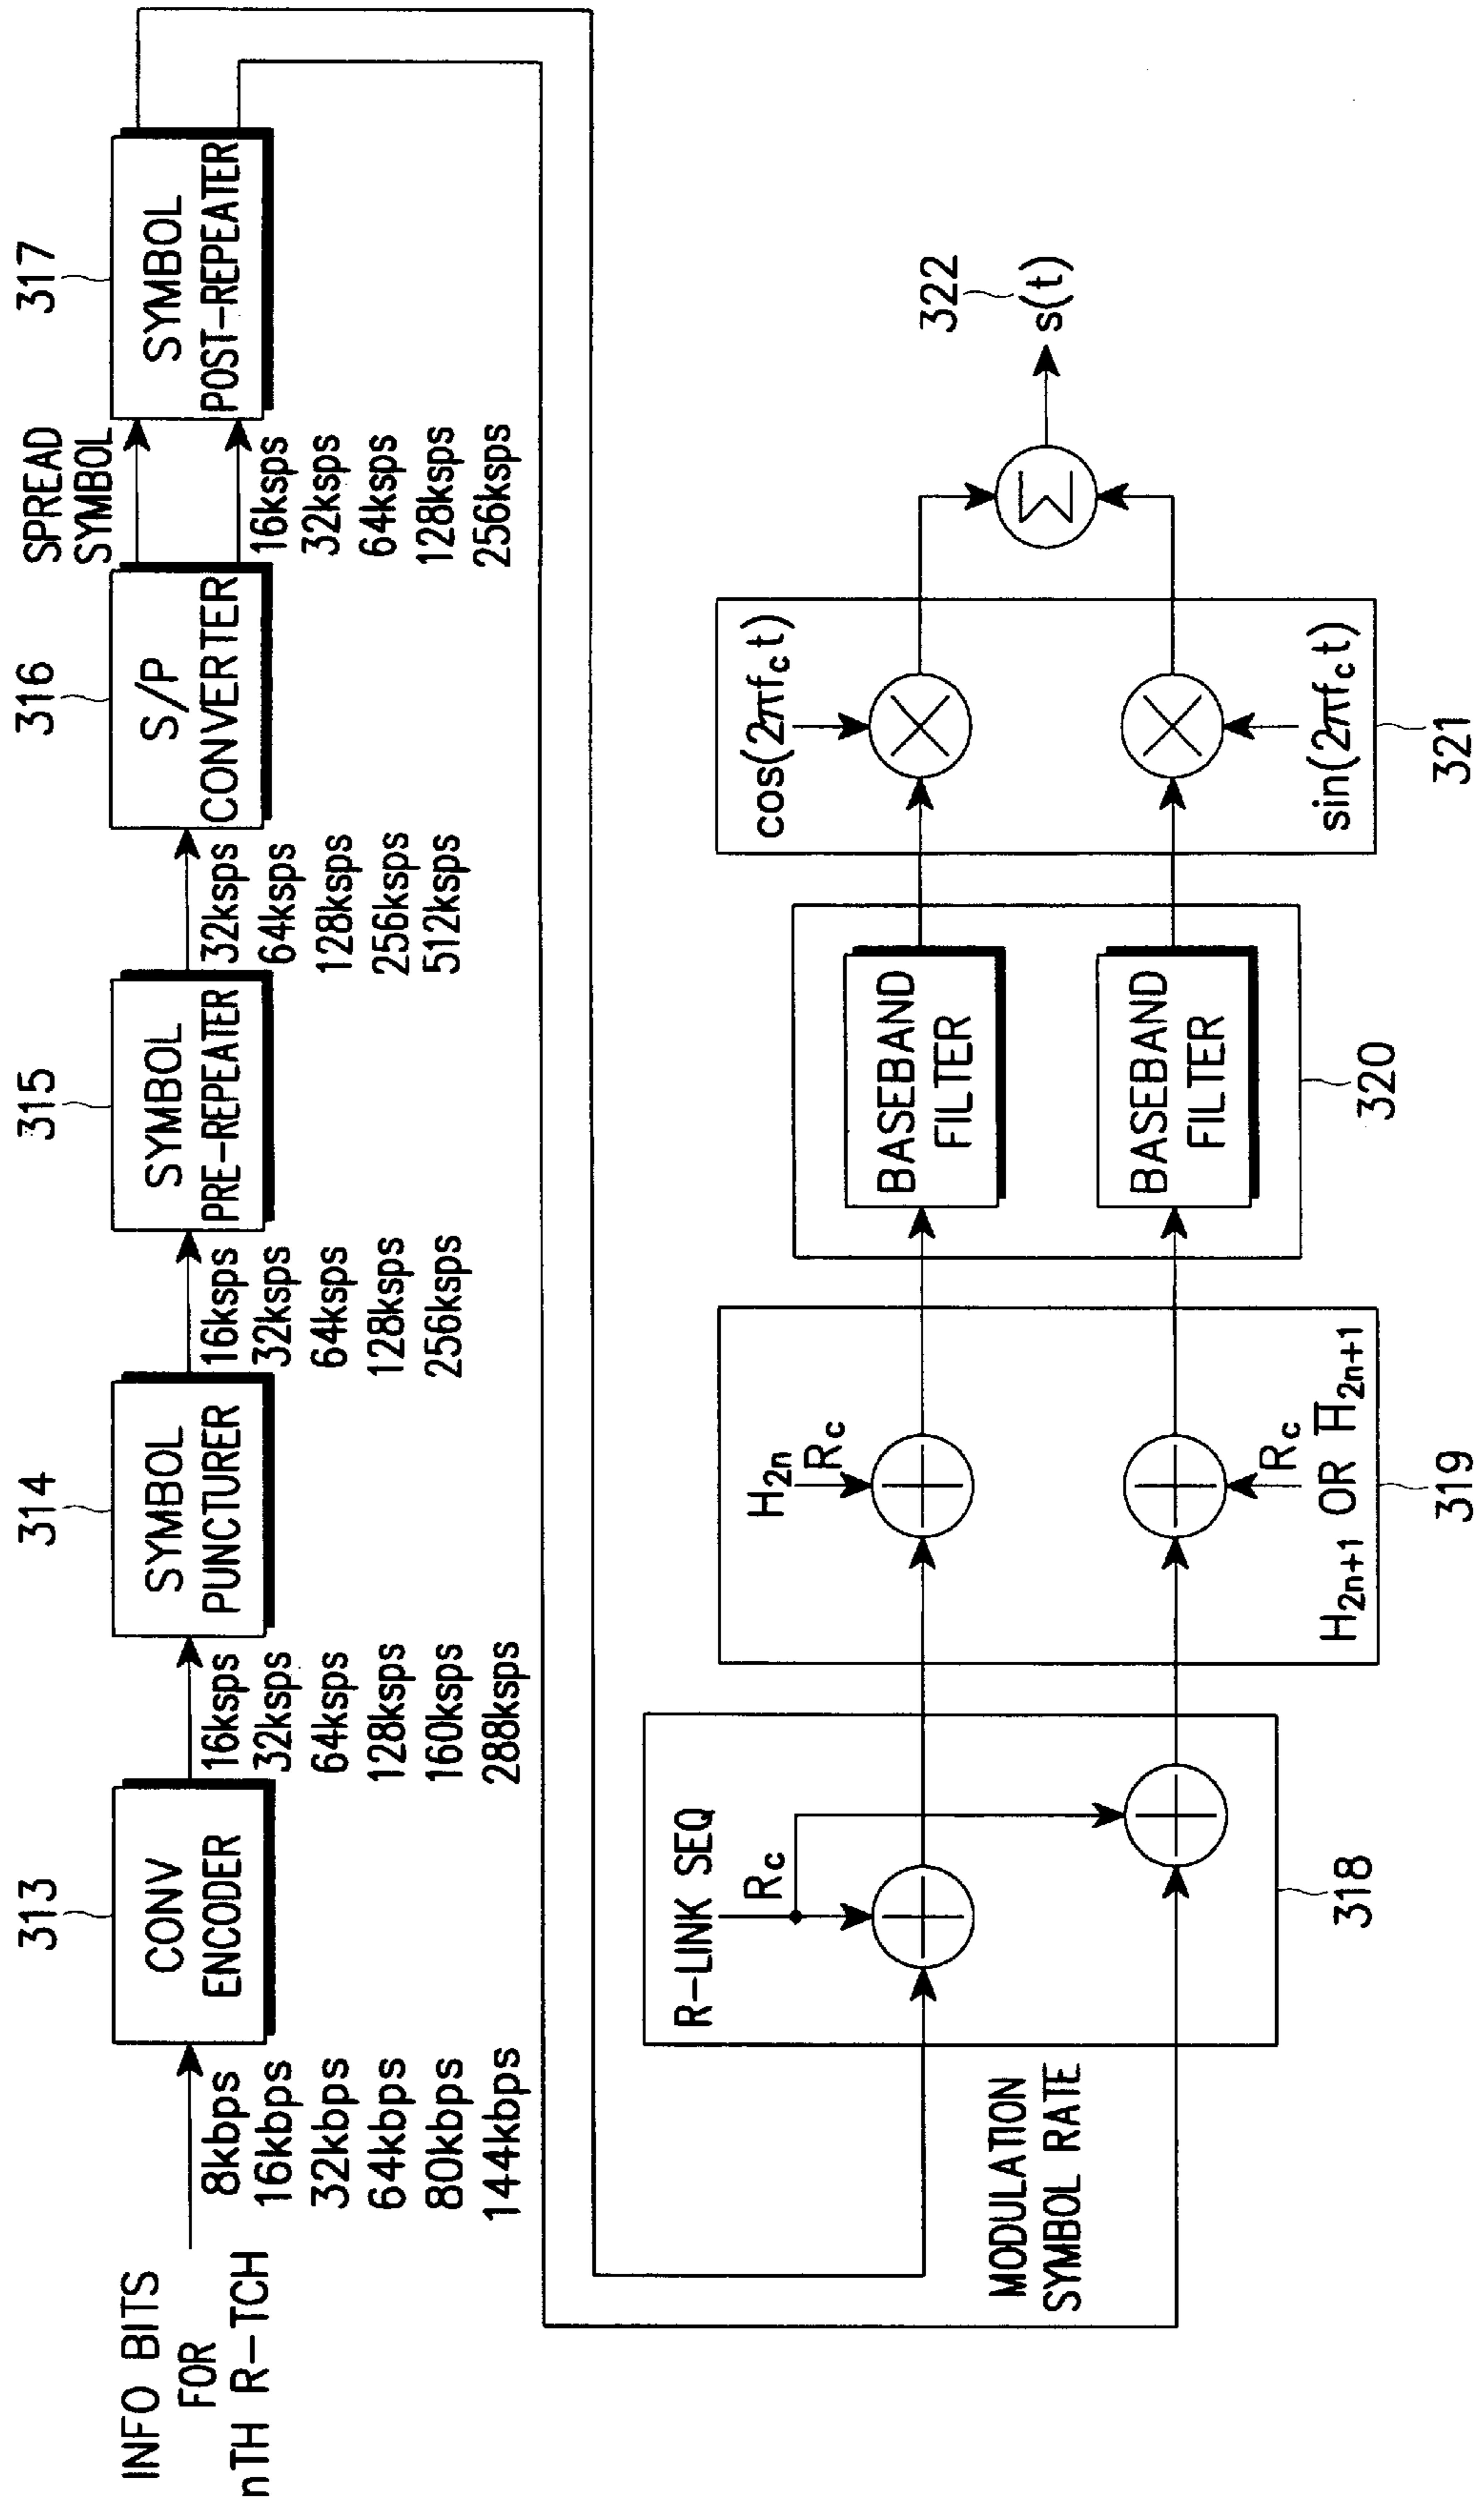 INFO BITS
FOR
nTH R-TCH
8kbps
16kbps
32kbps
64kbps
80kbps
144kbps
313
CONV
ENCODER
16ksps
32ksps
64ksps
128ksps
160ksps
288ksps
314
SYMBOL
PUNCTURER
16ksps
32ksps
64ksps
128ksps
256ksps
315
SYMBOL
PRE-REPEATER
32ksps
64ksps
128ksps
256ksps
512ksps
316
S/P
CONVERTER
SPREAD
SYMBOL
16ksps
32ksps
64ksps
128ksps
256ksps
317
SYMBOL
POST-REPEATER
MODULATION
SYMBOL RATE
R-LINK SEQ
Rc
318
H2n
Rc
Rc
H2n+1 OR H̅2n+1
319
BASEBAND
FILTER
BASEBAND
FILTER
320
cos(2πfct)
sin(2πfct)
321
Σ
322
s(t)